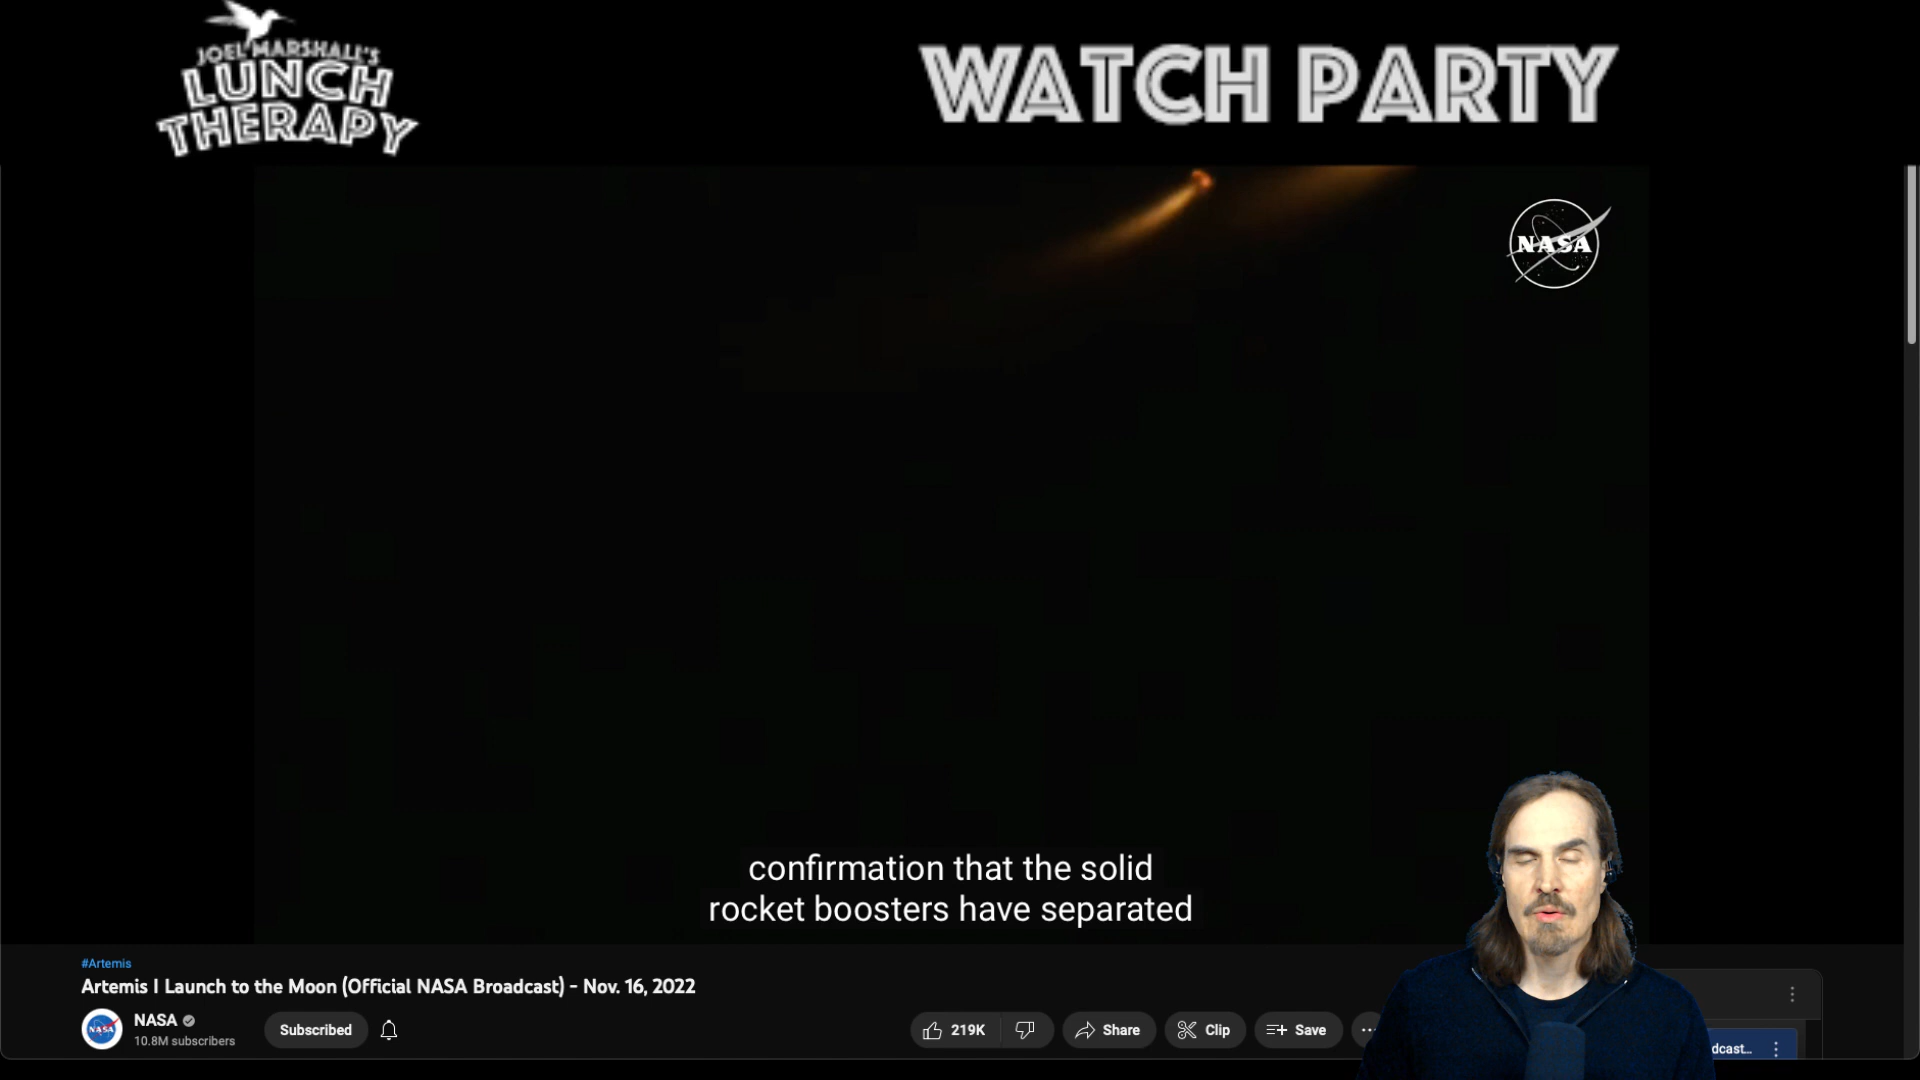 JOEL MARSHALL'S
LUNCH
THERAPY
WATCH PARTY
NASA
confirmation that the solid
rocket boosters have separated
#Artemis
Artemis I Launch to the Moon (Official NASA Broadcast) - Nov. 16, 2022
NASA
NASA
10.8M subscribers
Subscribed
219K
Share
Clip
Save
dcast...